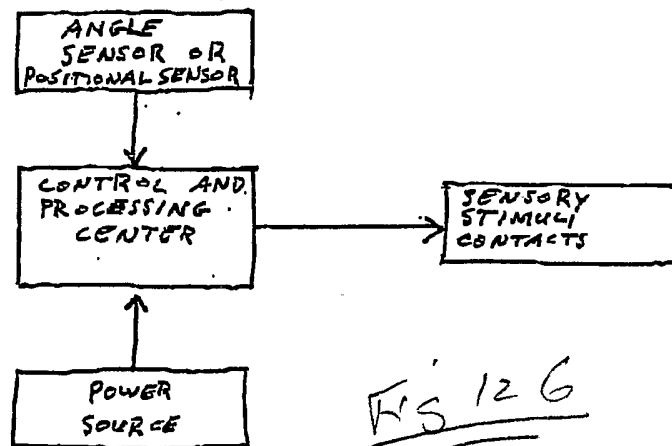 ANGLE
SENSOR OR
POSITIONAL SENSOR
CONTROL AND
PROCESSING
CENTER
SENSORY
STIMULI
CONTACTS
POWER
SOURCE
Fig 12 G